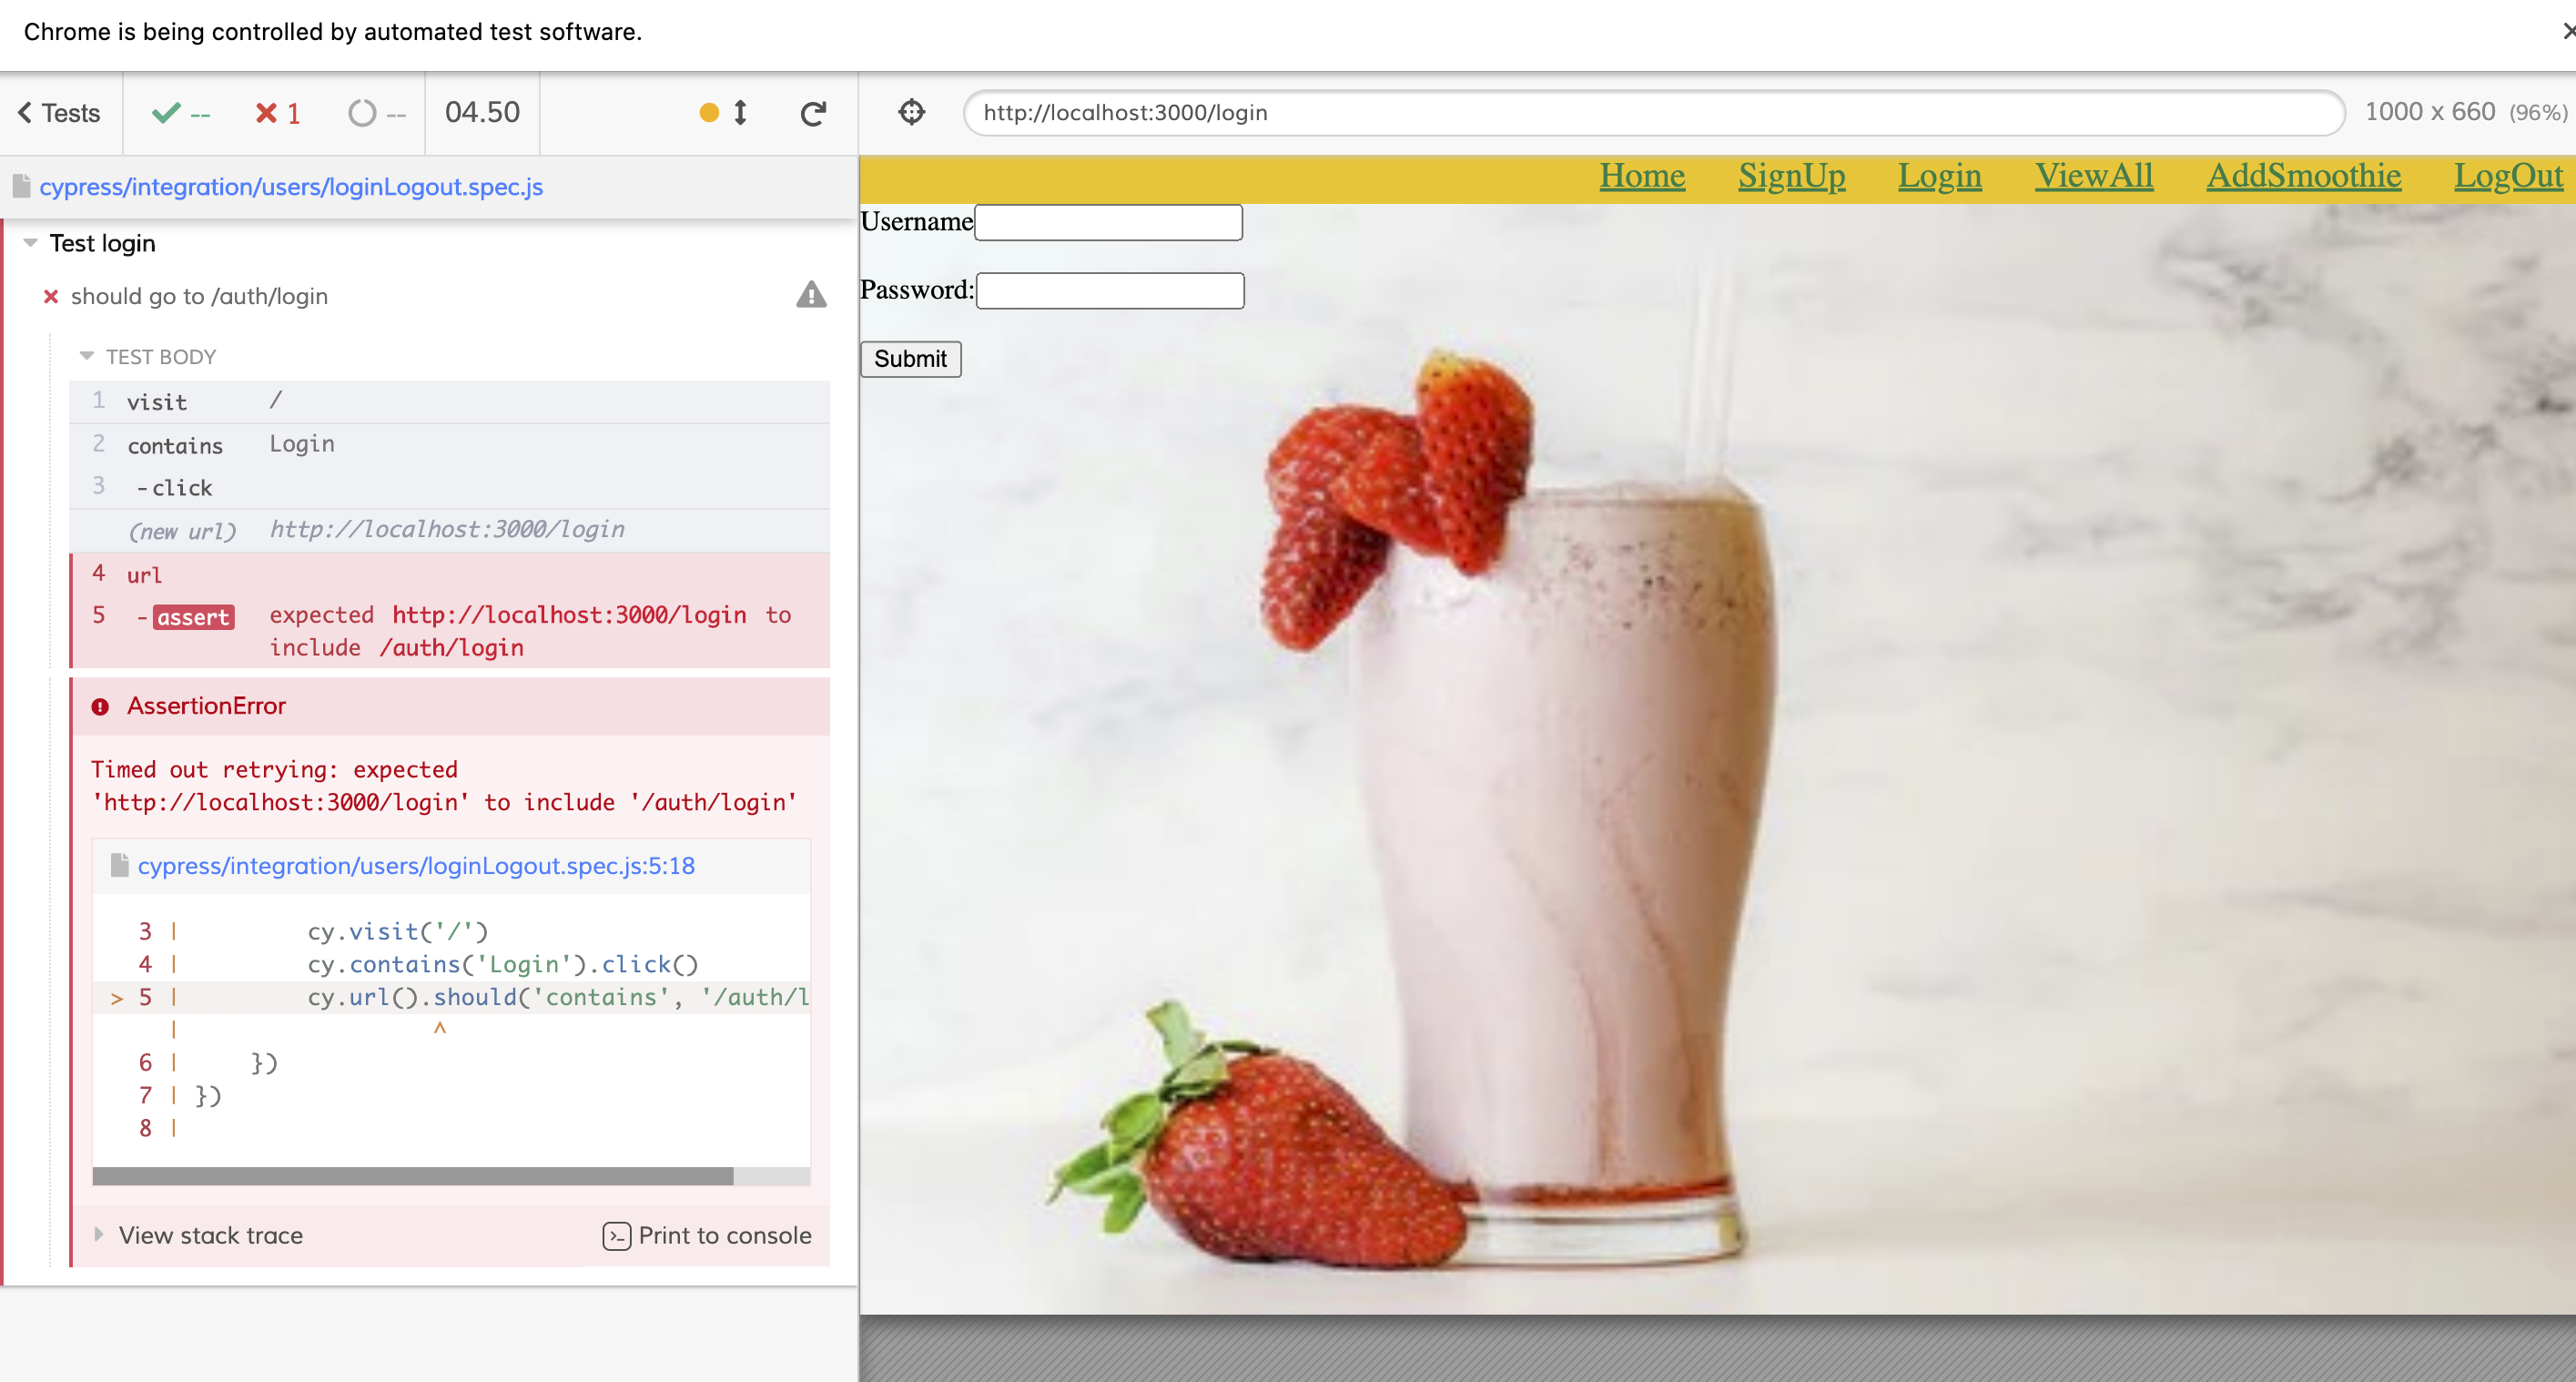 Chrome is being controlled by automated test software.
Tests
--
1
--
04.50
http://localhost:3000/login
1000 x 660 (96%)
cypress/integration/users/loginLogout.spec.js
Test login
should go to /auth/login
TEST BODY
1 visit /
2 contains Login
3 -click
(new url) http://localhost:3000/login
4 url
5 -assert expected http://localhost:3000/login to
include /auth/login
AssertionError
Timed out retrying: expected
'http://localhost:3000/login' to include '/auth/login'
cypress/integration/users/loginLogout.spec.js:5:18
3 | cy.visit('/')
4 | cy.contains('Login').click()
> 5 | cy.url().should('contains', '/auth/l
| ^
6 | })
7 | })
8 |
View stack trace
Print to console
Home SignUp Login ViewAll AddSmoothie LogOut
Username
Password:
Submit